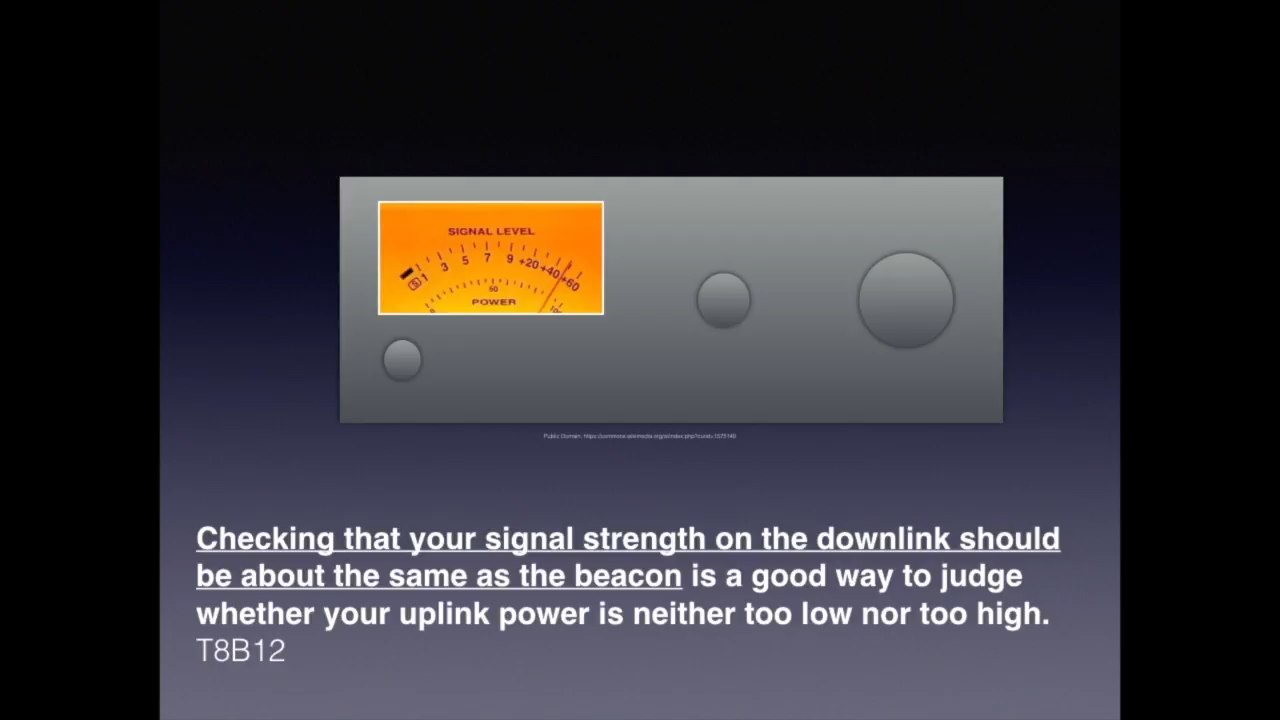 SIGNAL LEVEL
S 1 3 5 7 9 +20 +40 +60
50
POWER
Checking that your signal strength on the downlink should
be about the same as the beacon is a good way to judge
whether your uplink power is neither too low nor too high.
T8B12